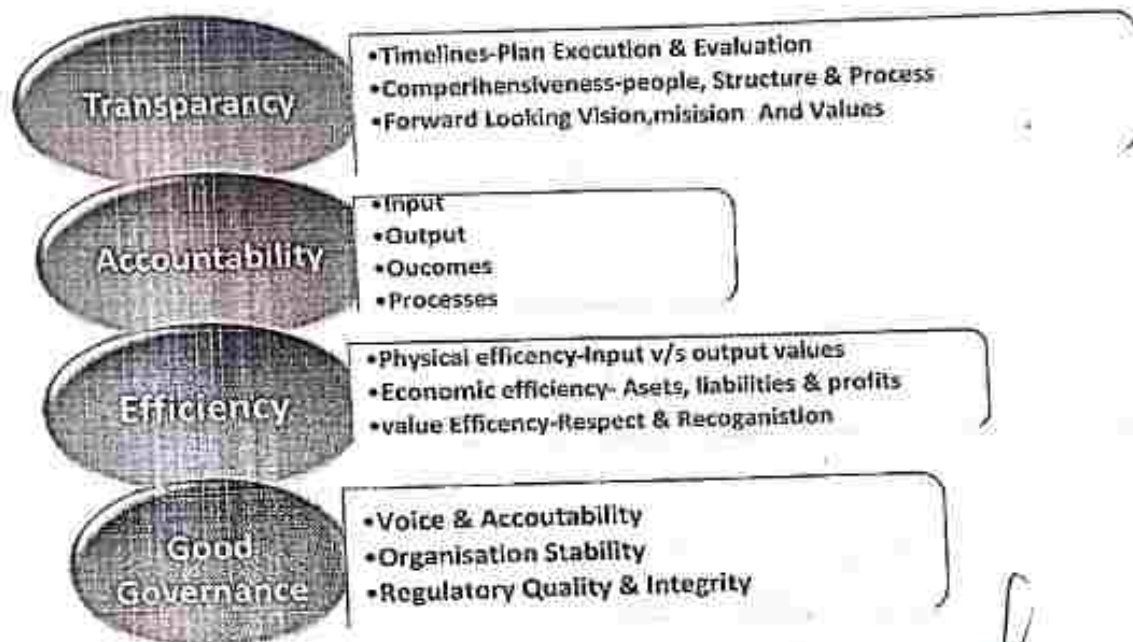 Transparancy
•Timelines-Plan Execution & Evaluation
•Comperihensiveness-people, Structure & Process
•Forward Looking Vision,misision And Values
Accountability
•Input
•Output
•Oucomes
•Processes
Efficiency
•Physical efficency-Input v/s output values
•Economic efficiency- Asets, liabilities & profits
•value Efficency-Respect & Recoganistion
Good
Governance
•Voice & Accoutability
•Organisation Stability
•Regulatory Quality & Integrity